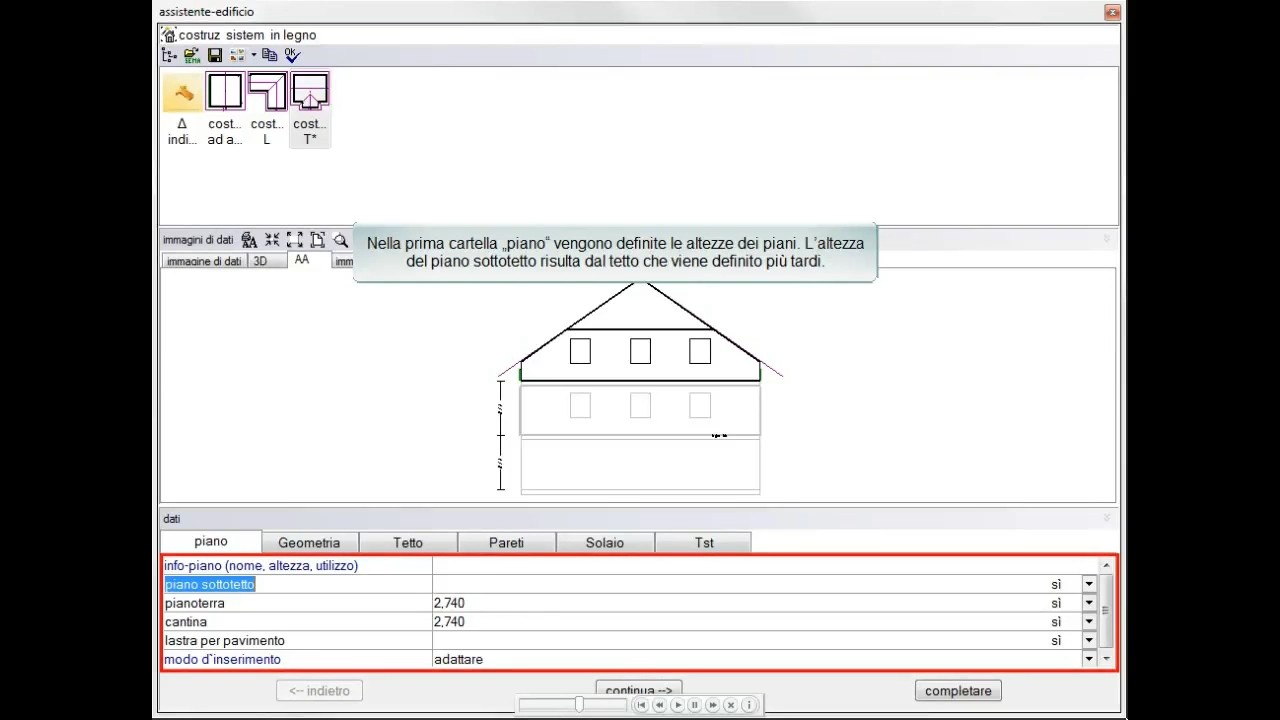 assistente-edificio
costruz sistem in legno
SEMA
OK
Δ
indi...
cost...
ad a...
cost...
L
cost...
T*
Nella prima cartella „piano“ vengono definite le altezze dei piani. L’altezza
del piano sottotetto risulta dal tetto che viene definito più tardi.
immagini di dati
immagine di dati 3D AA imm
dati
piano Geometria Tetto Pareti Solaio Tst
info-piano (nome, altezza, utilizzo)
piano sottotetto sì
pianoterra 2,740 sì
cantina 2,740 sì
lastra per pavimento sì
modo d`inserimento adattare
<-- indietro continua --> completare